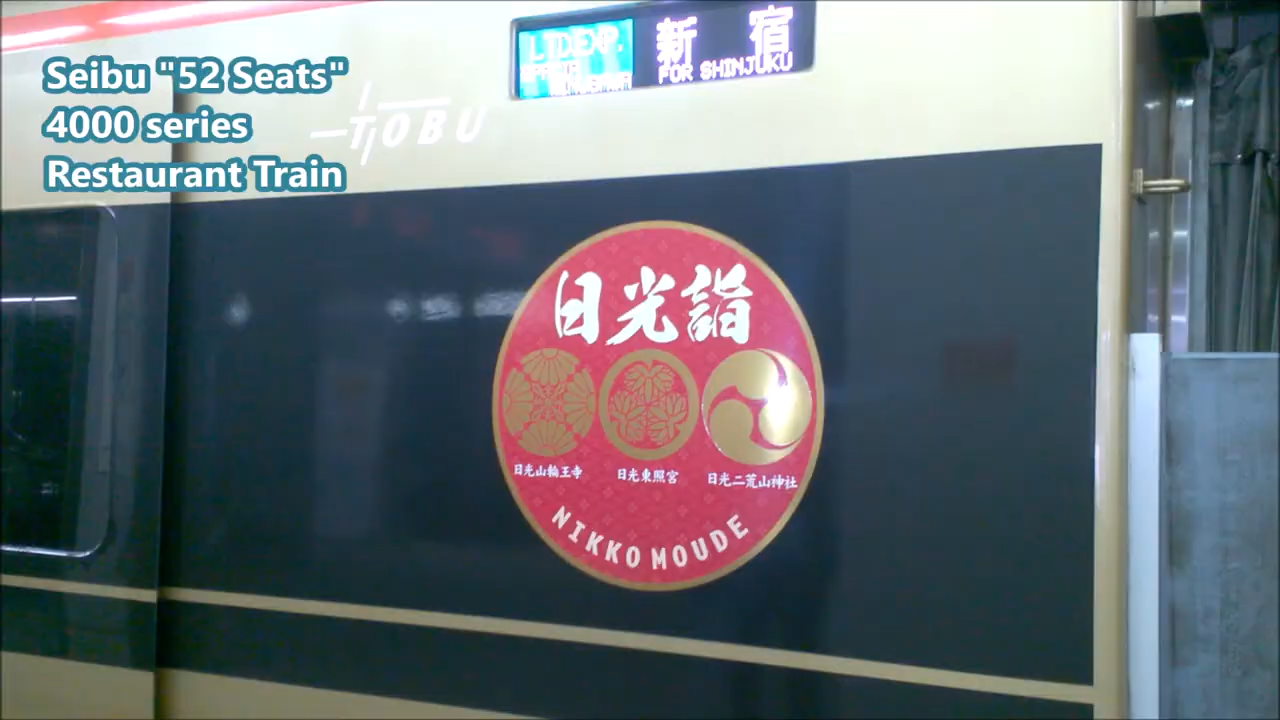 Seibu "52 Seats"
4000 series
Restaurant Train
LTD.EXP.
新 宿
FOR SHINJUKU
TOBU
日光詣
日光山輪王寺
日光東照宮
日光二荒山神社
NIKKO MOUDE